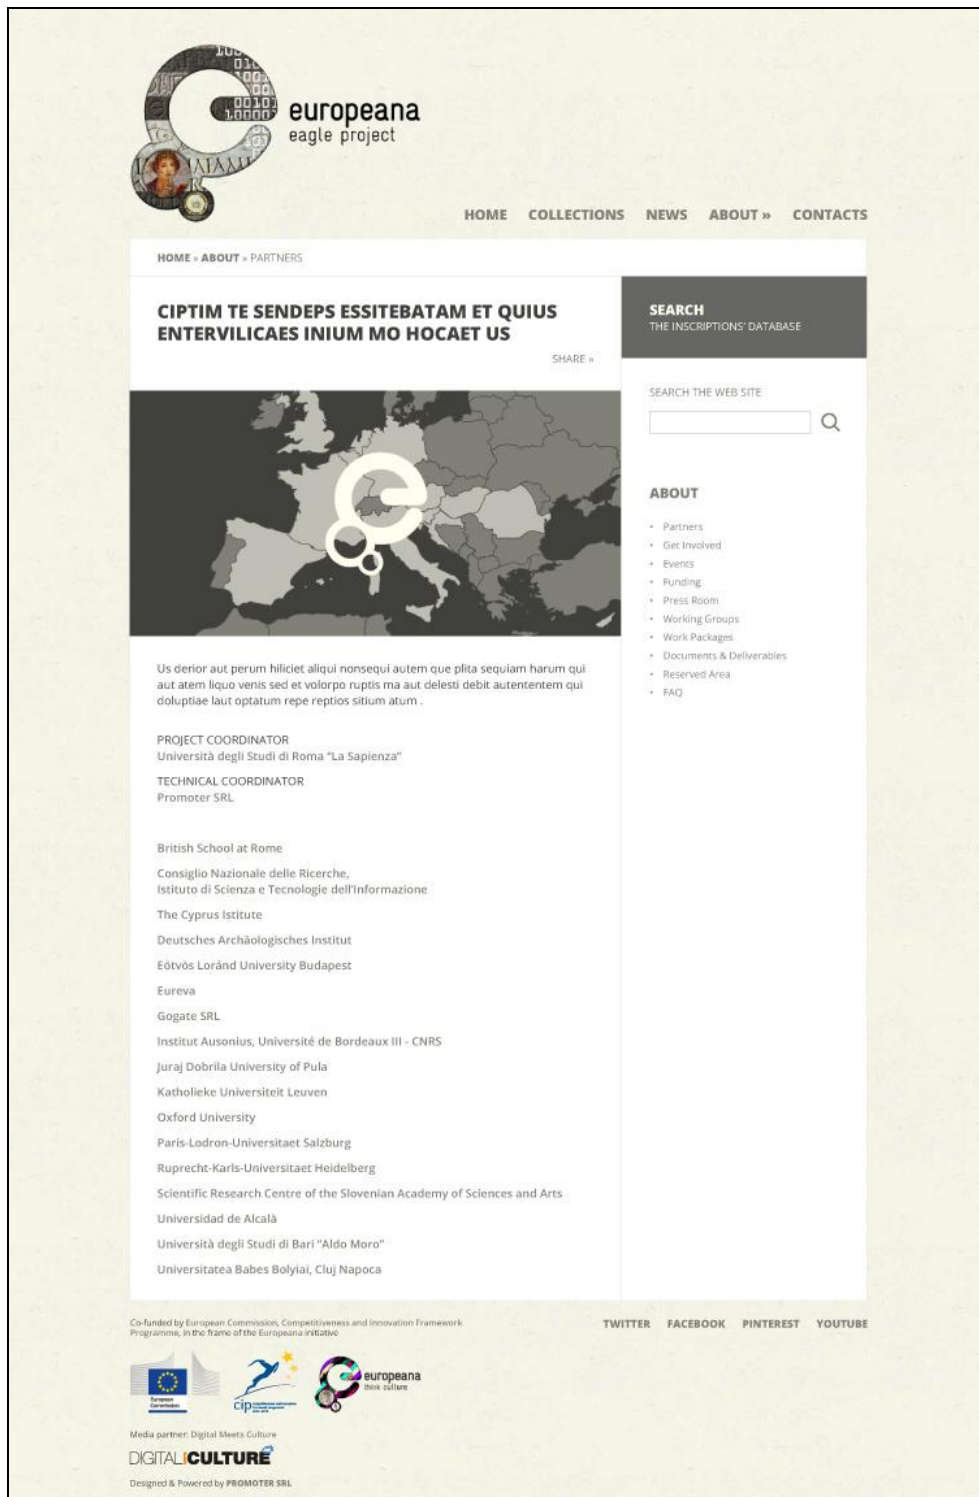 europeana
eagle project
HOME COLLECTIONS NEWS ABOUT » CONTACTS
HOME » ABOUT » PARTNERS
CIPTIM TE SENDEPS ESSITEBATAM ET QUIUS
ENTERVILICAES INIUM MO HOCAET US
SHARE »
SEARCH
THE INSCRIPTIONS' DATABASE
SEARCH THE WEB SITE
ABOUT
• Partners
• Get Involved
• Events
• Funding
• Press Room
• Working Groups
• Work Packages
• Documents & Deliverables
• Reserved Area
• FAQ
Us derior aut perum hiliciet aliqui nonsequi autem que plita sequiam harum qui
aut atem liquo venis sed et volorpo ruptis ma aut delesti debit autententem qui
doluptiae laut optatum repe reptios sitium atum .
PROJECT COORDINATOR
Università degli Studi di Roma “La Sapienza”
TECHNICAL COORDINATOR
Promoter SRL
British School at Rome
Consiglio Nazionale delle Ricerche,
Istituto di Scienza e Tecnologie dell'Informazione
The Cyprus Istitute
Deutsches Archäologisches Institut
Eötvös Loránd University Budapest
Eureva
Gogate SRL
Institut Ausonius, Université de Bordeaux III - CNRS
Juraj Dobrila University of Pula
Katholieke Universiteit Leuven
Oxford University
Paris-Lodron-Universitaet Salzburg
Ruprecht-Karls-Universitaet Heidelberg
Scientific Research Centre of the Slovenian Academy of Sciences and Arts
Universidad de Alcalà
Università degli Studi di Bari “Aldo Moro”
Universitatea Babes Bolyiai, Cluj Napoca
Co-funded by European Commission, Competitiveness and Innovation Framework
Programme, in the frame of the Europeana initiative
TWITTER FACEBOOK PINTEREST YOUTUBE
European
Commission
cip
europeana
think culture
Media partner: Digital Meets Culture
DIGITAL CULTURE
Designed & Powered by PROMOTER SRL